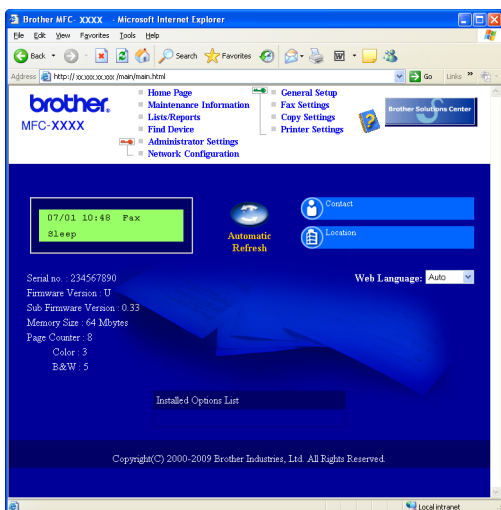 Brother MFC- XXXX - Microsoft Internet Explorer
File Edit View Favorites Tools Help
Back Search Favorites
Address http://xx.xxx.xx.xxx /main/main.html Go Links »
brother.
MFC-XXXX
Home Page
Maintenance Information
Lists/Reports
Find Device
Administrator Settings
Network Configuration
General Setup
Fax Settings
Copy Settings
Printer Settings
Brother Solutions Center
07/01 10:48 Fax
Sleep
Automatic
Refresh
Contact
Location
Serial no. : 234567890
Firmware Version : U
Sub Firmware Version : 0.33
Memory Size : 64 Mbytes
Page Counter : 8
Color : 3
B&W : 5
Web Language: Auto
Installed Options List
Copyright(C) 2000-2009 Brother Industries, Ltd. All Rights Reserved.
Local intranet